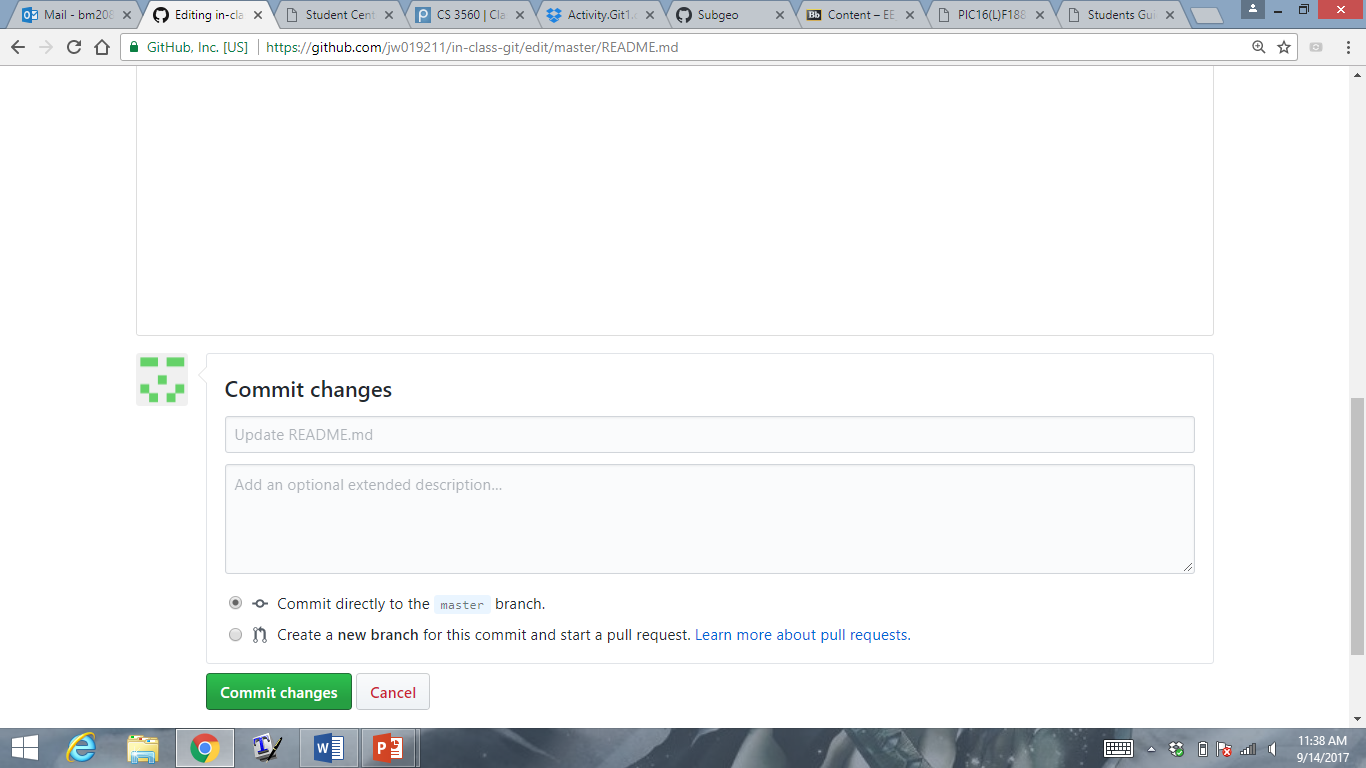 Mail - bm208
Editing in-cla
Student Cent
CS 3560 | Cla
Activity.Git1.
Subgeo
Content – EE
PIC16(L)F188
Students Gui
GitHub, Inc. [US]
https://github.com/jw019211/in-class-git/edit/master/README.md
Commit changes
Update README.md
Add an optional extended description...
Commit directly to the master branch.
Create a new branch for this commit and start a pull request. Learn more about pull requests.
Commit changes Cancel
11:38 AM
9/14/2017